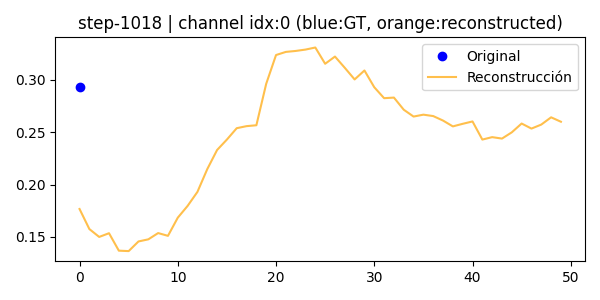 step-1018 | channel idx:0 (blue:GT, orange:reconstructed)
Original
Reconstrucción
0.30
0.25
0.20
0.15
0 10 20 30 40 50